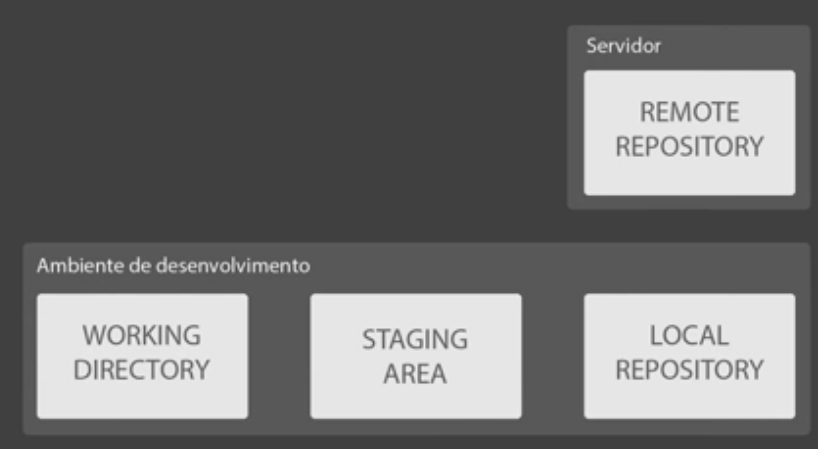 Servidor
REMOTE
REPOSITORY
Ambiente de desenvolvimento
WORKING
DIRECTORY
STAGING
AREA
LOCAL
REPOSITORY